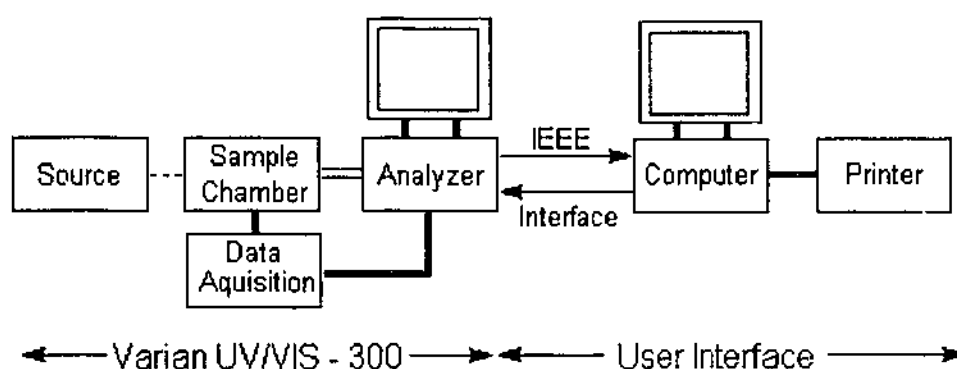 Source
Sample
Chamber
Analyzer
IEEE
Interface
Computer
Printer
Data
Aquisition
Varian UV/VIS - 300
User Interface